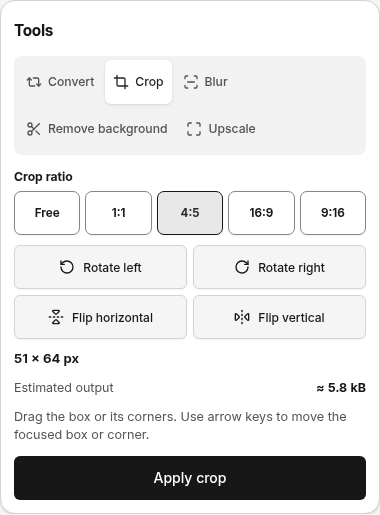 Tools
Convert
Crop
Blur
Remove background
Upscale
Crop ratio
Free
1:1
4:5
16:9
9:16
Rotate left
Rotate right
Flip horizontal
Flip vertical
51 × 64 px
Estimated output
≈ 5.8 kB
Drag the box or its corners. Use arrow keys to move the
focused box or corner.
Apply crop